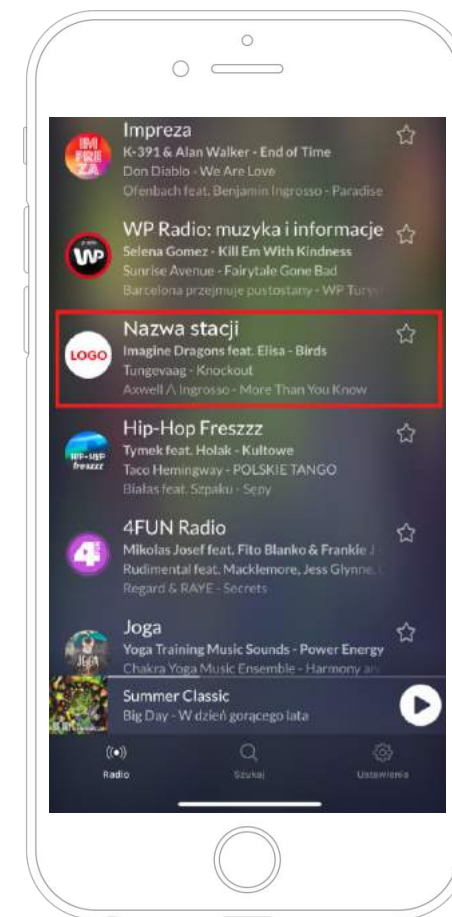 IM
PRE
ZA
Impreza
K-391 & Alan Walker - End of Time
Don Diablo - We Are Love
Ofenbach feat. Benjamin Ingrosso - Paradise
WP
WP Radio: muzyka i informacje
Selena Gomez - Kill Em With Kindness
Sunrise Avenue - Fairytale Gone Bad
Barcelona przejmuje pustostany - WP Turys
LOGO
Nazwa stacji
Imagine Dragons feat. Elisa - Birds
Tungevaag - Knockout
Axwell Λ Ingrosso - More Than You Know
HIP-HOP
freszzz
Hip-Hop Freszzz
Tymek feat. Holak - Kultowe
Taco Hemingway - POLSKIE TANGO
Białas feat. Szpaku - Sępy
4
4FUN Radio
Mikolas Josef feat. Fito Blanko & Frankie J -
Rudimental feat. Macklemore, Jess Glynne,
Regard & RAYE - Secrets
JOGA
Joga
Yoga Training Music Sounds - Power Energy
Chakra Yoga Music Ensemble - Harmony an
Summer Classic
Big Day - W dzień gorącego lata
Radio
Szukaj
Ustawienia